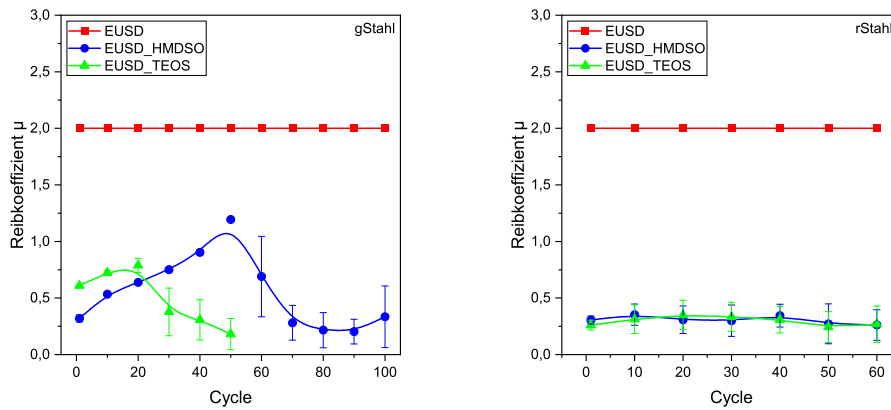 3,0
2,5
2,0
1,5
1,0
0,5
0,0
Reibkoeffizient μ
EUSD
EUSD_HMDSO
EUSD_TEOS
gStahl
0 20 40 60 80 100
Cycle
3,0
2,5
2,0
1,5
1,0
0,5
0,0
Reibkoeffizient μ
EUSD
EUSD_HMDSO
EUSD_TEOS
rStahl
0 10 20 30 40 50 60
Cycle